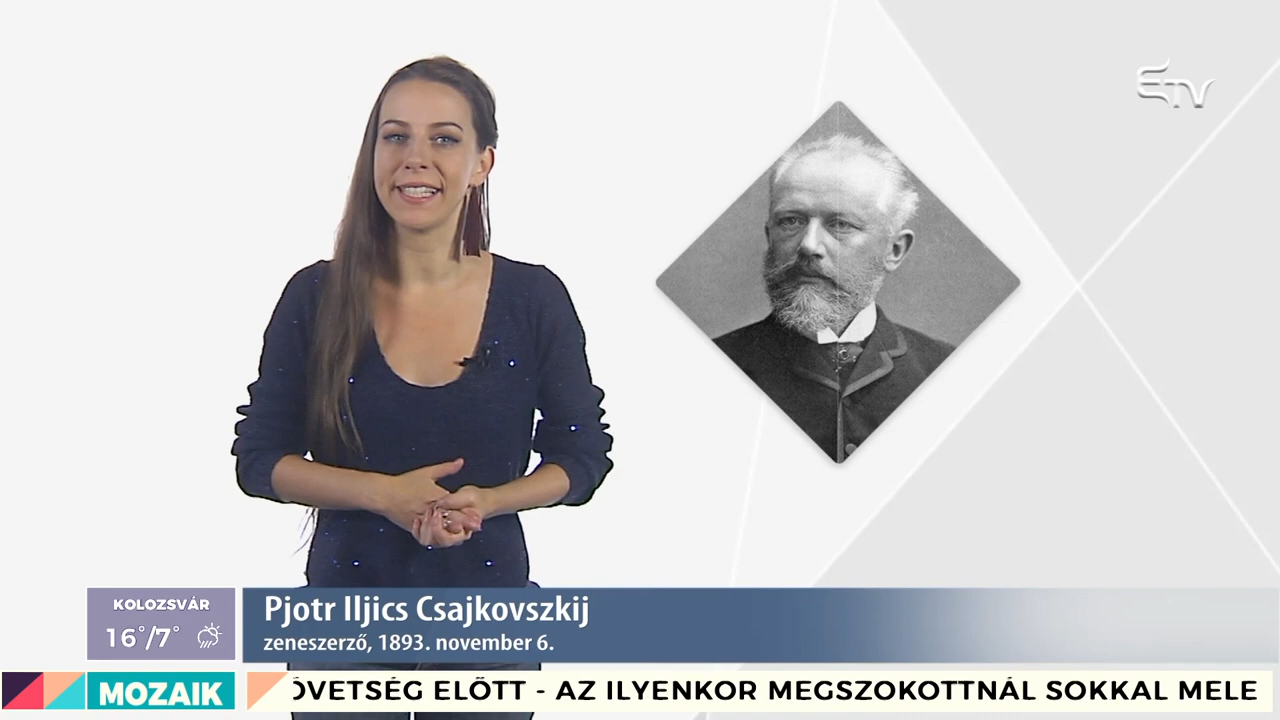 ETV
KOLOZSVÁR
16°/7°
Pjotr Iljics Csajkovszkij
zeneszerző, 1893. november 6.
MOZAIK
ÖVETSÉG ELŐTT - AZ ILYENKOR MEGSZOKOTTNÁL SOKKAL MELE